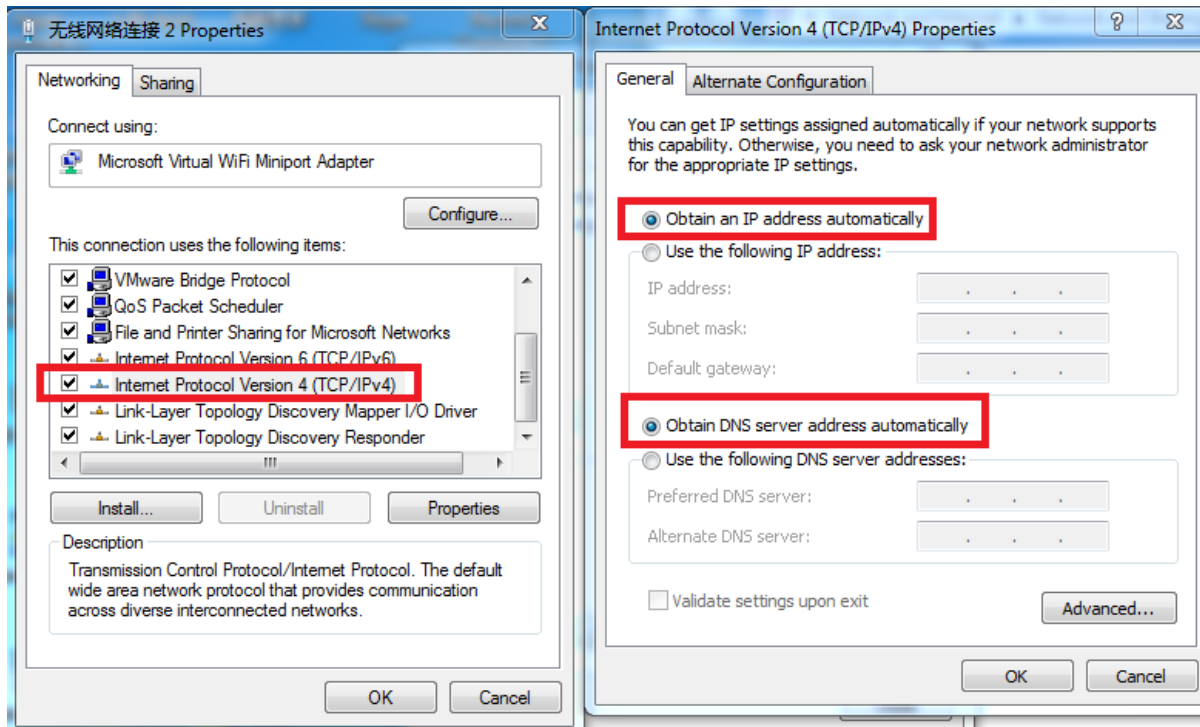 无线网络连接 2 Properties
Networking
Sharing
Connect using:
Microsoft Virtual WiFi Miniport Adapter
Configure...
This connection uses the following items:
VMware Bridge Protocol
QoS Packet Scheduler
File and Printer Sharing for Microsoft Networks
Internet Protocol Version 6 (TCP/IPv6)
Internet Protocol Version 4 (TCP/IPv4)
Link-Layer Topology Discovery Mapper I/O Driver
Link-Layer Topology Discovery Responder
Install...
Uninstall
Properties
Description
Transmission Control Protocol/Internet Protocol. The default
wide area network protocol that provides communication
across diverse interconnected networks.
OK
Cancel
Internet Protocol Version 4 (TCP/IPv4) Properties
General
Alternate Configuration
You can get IP settings assigned automatically if your network supports
this capability. Otherwise, you need to ask your network administrator
for the appropriate IP settings.
Obtain an IP address automatically
Use the following IP address:
IP address:
Subnet mask:
Default gateway:
Obtain DNS server address automatically
Use the following DNS server addresses:
Preferred DNS server:
Alternate DNS server:
Validate settings upon exit
Advanced...
OK
Cancel